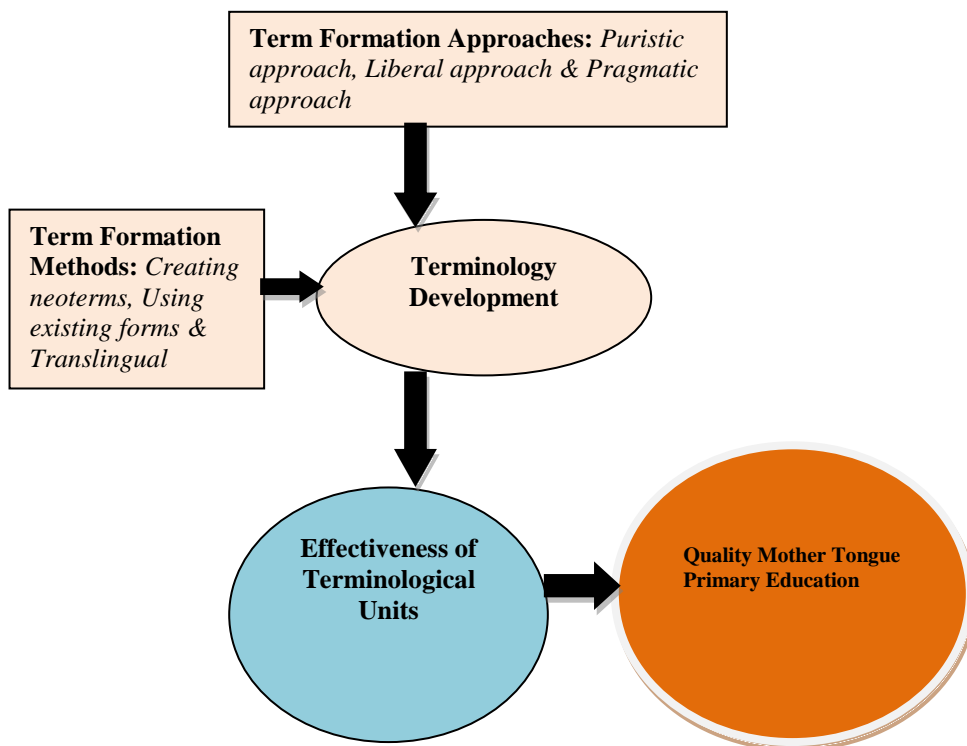 Term Formation Approaches: Puristic
approach, Liberal approach & Pragmatic
approach
Term Formation
Methods: Creating
neoterms, Using
existing forms &
Translingual
Terminology
Development
Effectiveness of
Terminological
Units
Quality Mother Tongue
Primary Education